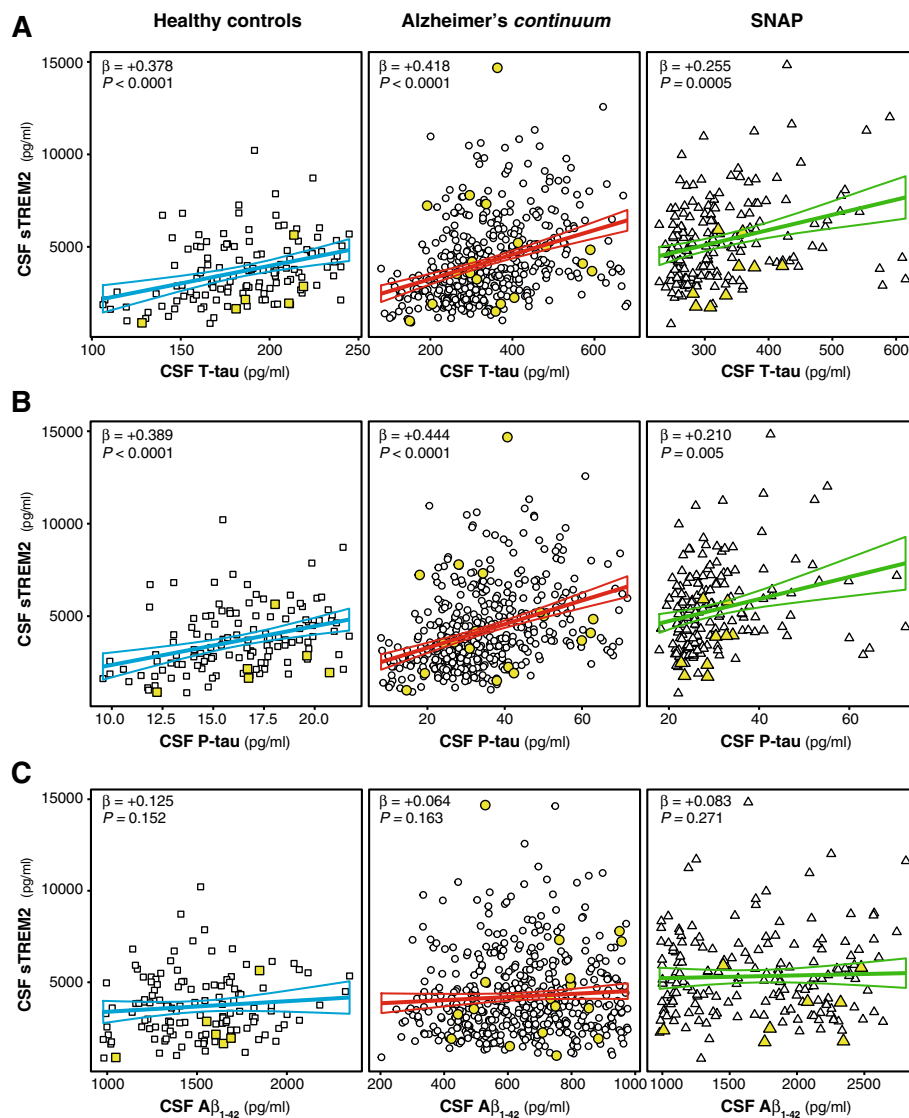 Healthy controls
Alzheimer's continuum
SNAP
A
β = +0.378
P < 0.0001
β = +0.418
P < 0.0001
β = +0.255
P = 0.0005
15000
10000
5000
0
CSF sTREM2 (pg/ml)
100 150 200 250
200 400 600
300 400 500 600
CSF T-tau (pg/ml)
CSF T-tau (pg/ml)
CSF T-tau (pg/ml)
B
β = +0.389
P < 0.0001
β = +0.444
P < 0.0001
β = +0.210
P = 0.005
15000
10000
5000
0
CSF sTREM2 (pg/ml)
10.0 12.5 15.0 17.5 20.0
20 40 60
20 40 60
CSF P-tau (pg/ml)
CSF P-tau (pg/ml)
CSF P-tau (pg/ml)
C
β = +0.125
P = 0.152
β = +0.064
P = 0.163
β = +0.083
P = 0.271
15000
10000
5000
0
CSF sTREM2 (pg/ml)
1000 1500 2000
200 400 600 800 1000
1000 1500 2000 2500
CSF Aβ1-42 (pg/ml)
CSF Aβ1-42 (pg/ml)
CSF Aβ1-42 (pg/ml)